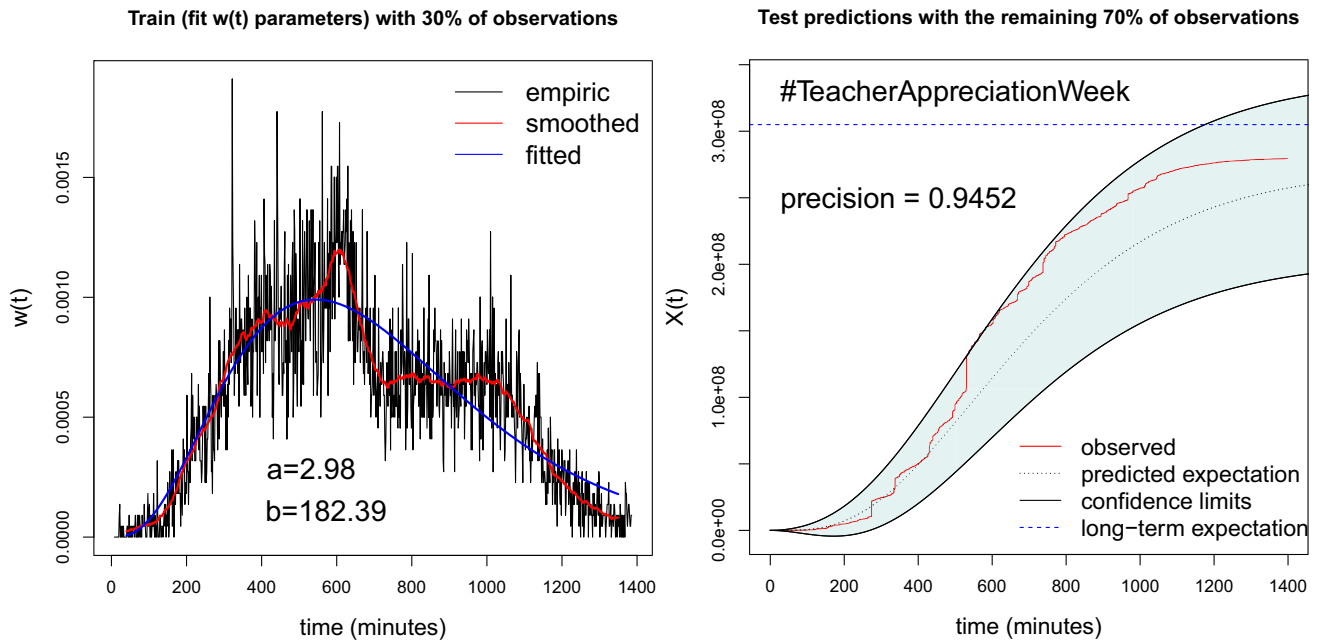 Train (fit w(t) parameters) with 30% of observations
w(t)
0.0000
0.0005
0.0010
0.0015
empiric
smoothed
fitted
a=2.98
b=182.39
0 200 400 600 800 1000 1200 1400
time (minutes)
Test predictions with the remaining 70% of observations
X(t)
0.0e+00
1.0e+08
2.0e+08
3.0e+08
#TeacherAppreciationWeek
precision = 0.9452
observed
predicted expectation
confidence limits
long−term expectation
0 200 400 600 800 1000 1200 1400
time (minutes)